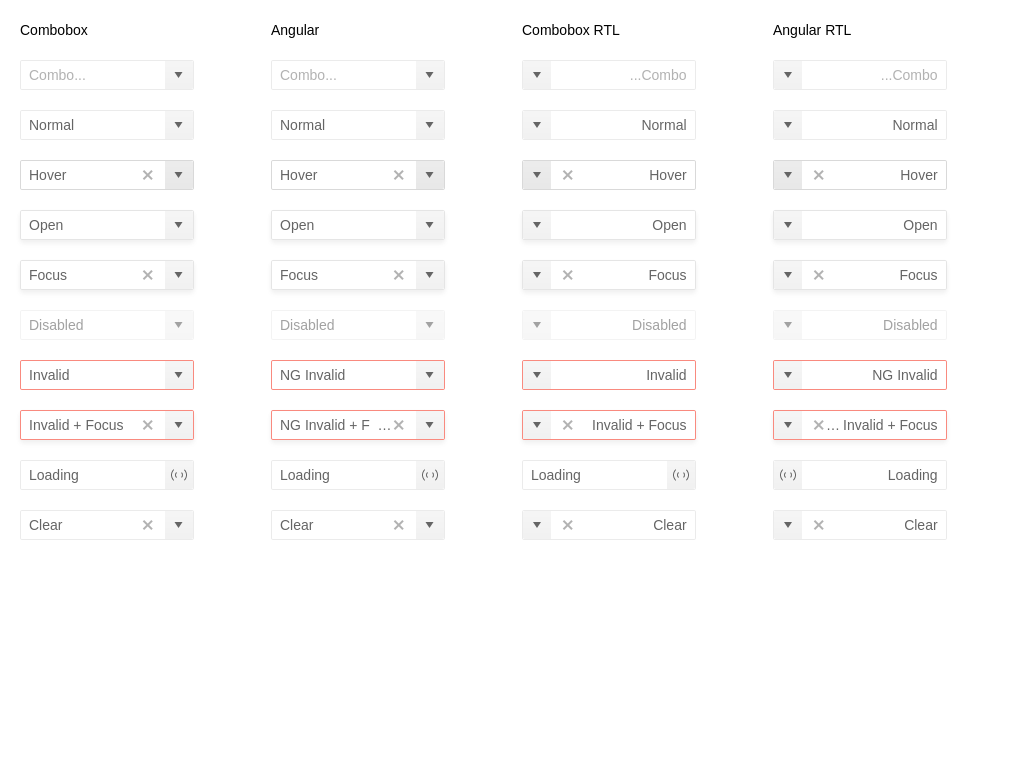 Combobox Angular Combobox RTL Angular RTL
Combo... Combo... ...Combo ...Combo
Normal Normal Normal Normal
Hover Hover Hover Hover
Open Open Open Open
Focus Focus Focus Focus
Disabled Disabled Disabled Disabled
Invalid NG Invalid Invalid NG Invalid
Invalid + Focus NG Invalid + F ... Invalid + Focus ... Invalid + Focus
Loading Loading Loading Loading
Clear Clear Clear Clear